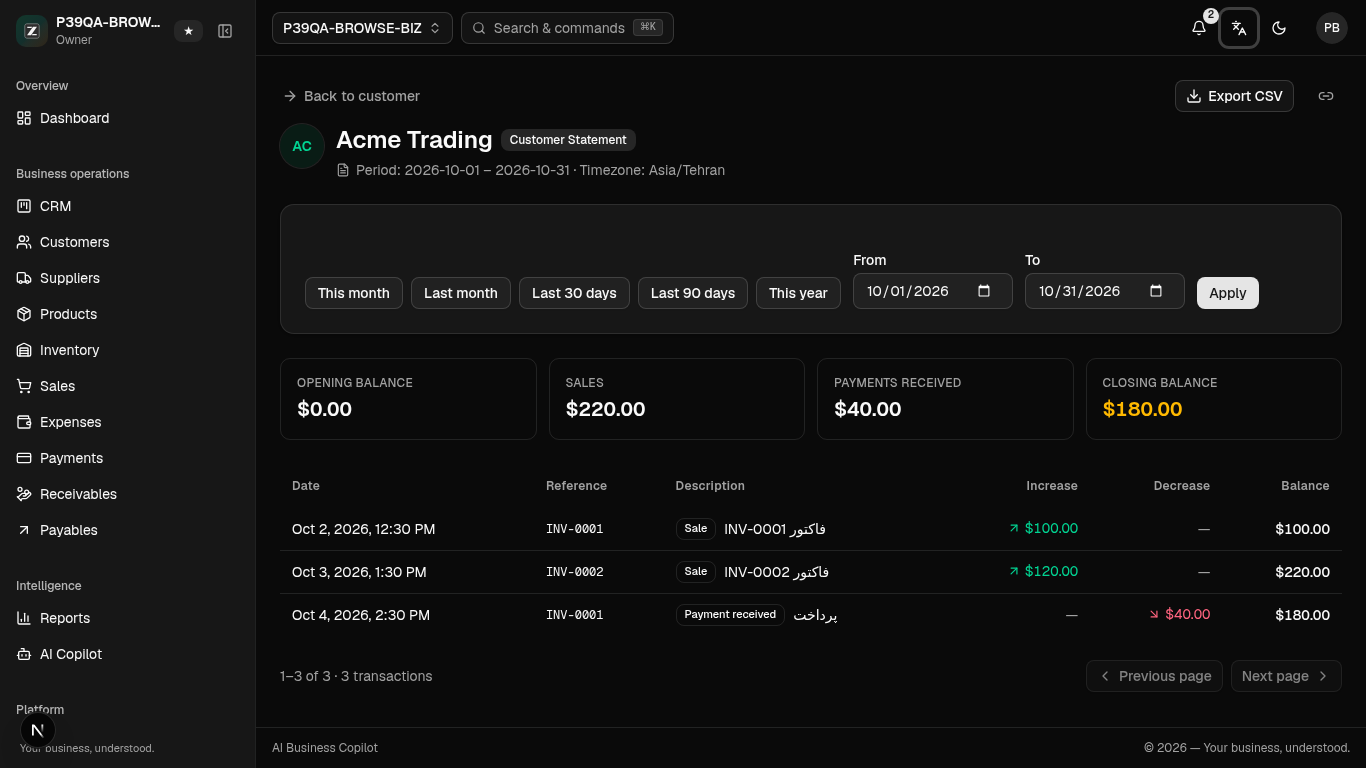 P39QA-BROW...
Owner
P39QA-BROWSE-BIZ
Search & commands
⌘K
2
PB
Overview
Dashboard
Business operations
CRM
Customers
Suppliers
Products
Inventory
Sales
Expenses
Payments
Receivables
Payables
Intelligence
Reports
AI Copilot
Platform
N
Your business, understood.
Back to customer
Export CSV
AC
Acme Trading
Customer Statement
Period: 2026-10-01 – 2026-10-31 · Timezone: Asia/Tehran
This month
Last month
Last 30 days
Last 90 days
This year
From
10/01/2026
To
10/31/2026
Apply
OPENING BALANCE
$0.00
SALES
$220.00
PAYMENTS RECEIVED
$40.00
CLOSING BALANCE
$180.00
Date Reference Description Increase Decrease Balance
Oct 2, 2026, 12:30 PM INV-0001 Sale فاکتور INV-0001 $100.00 — $100.00
Oct 3, 2026, 1:30 PM INV-0002 Sale فاکتور INV-0002 $120.00 — $220.00
Oct 4, 2026, 2:30 PM INV-0001 Payment received پرداخت — $40.00 $180.00
1–3 of 3 · 3 transactions
Previous page
Next page
AI Business Copilot
© 2026 — Your business, understood.